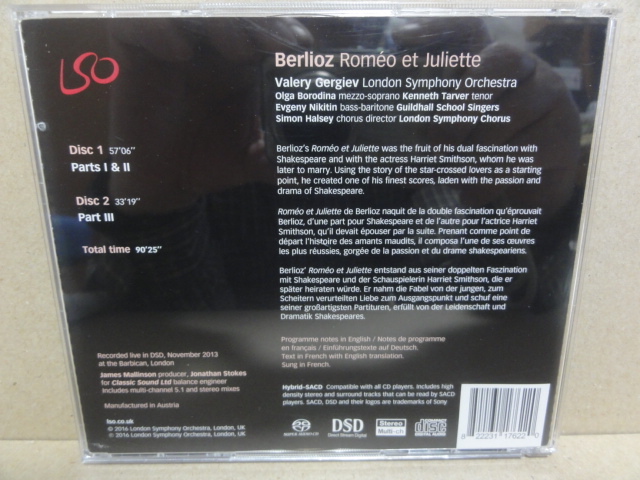 LSO
Berlioz Roméo et Juliette
Valery Gergiev London Symphony Orchestra
Olga Borodina mezzo-soprano Kenneth Tarver tenor
Evgeny Nikitin bass-baritone Guildhall School Singers
Simon Halsey chorus director London Symphony Chorus
Disc 1 57'06"
Parts I & II
Disc 2 33'19"
Part III
Total time 90'25"
Berlioz's Roméo et Juliette was the fruit of his dual fascination with
Shakespeare and with the actress Harriet Smithson, whom he was
later to marry. Using the story of the star-crossed lovers as a starting
point, he created one of his finest scores, laden with the passion and
drama of Shakespeare.
Roméo et Juliette de Berlioz naquit de la double fascination qu'éprouvait
Berlioz, d'une part pour Shakespeare et de l'autre pour l'actrice Harriet
Smithson, qu'il devait épouser par la suite. Prenant comme point de
départ l'histoire des amants maudits, il composa l'une de ses œuvres
les plus réussies, gorgée de la passion et du drame shakespeariens.
Berlioz' Roméo et Juliette entstand aus seiner doppelten Faszination
mit Shakespeare und der Schauspielerin Harriet Smithson, die er
später heiraten würde. Er nahm die Fabel von der jungen, zum
Scheitern verurteilten Liebe zum Ausgangspunkt und schuf eine
seiner großartigsten Partituren, erfüllt von der Leidenschaft und
Dramatik Shakespeares.
Programme notes in English / Notes de programme
en français / Einführungstexte auf Deutsch.
Text in French with English translation.
Sung in French.
Recorded live in DSD, November 2013
at the Barbican, London
James Mallinson producer, Jonathan Stokes
for Classic Sound Ltd balance engineer
Includes multi-channel 5.1 and stereo mixes
Manufactured in Austria
lso.co.uk
℗ 2016 London Symphony Orchestra, London, UK
© 2016 London Symphony Orchestra, London, UK
Hybrid-SACD Compatible with all CD players. Includes high
density stereo and surround tracks that can be read by SACD
players. SACD, DSD and their logos are trademarks of Sony
SUPER AUDIO CD
DSD
Direct Stream Digital
Stereo
Multi-ch
COMPACT disc
DIGITAL AUDIO